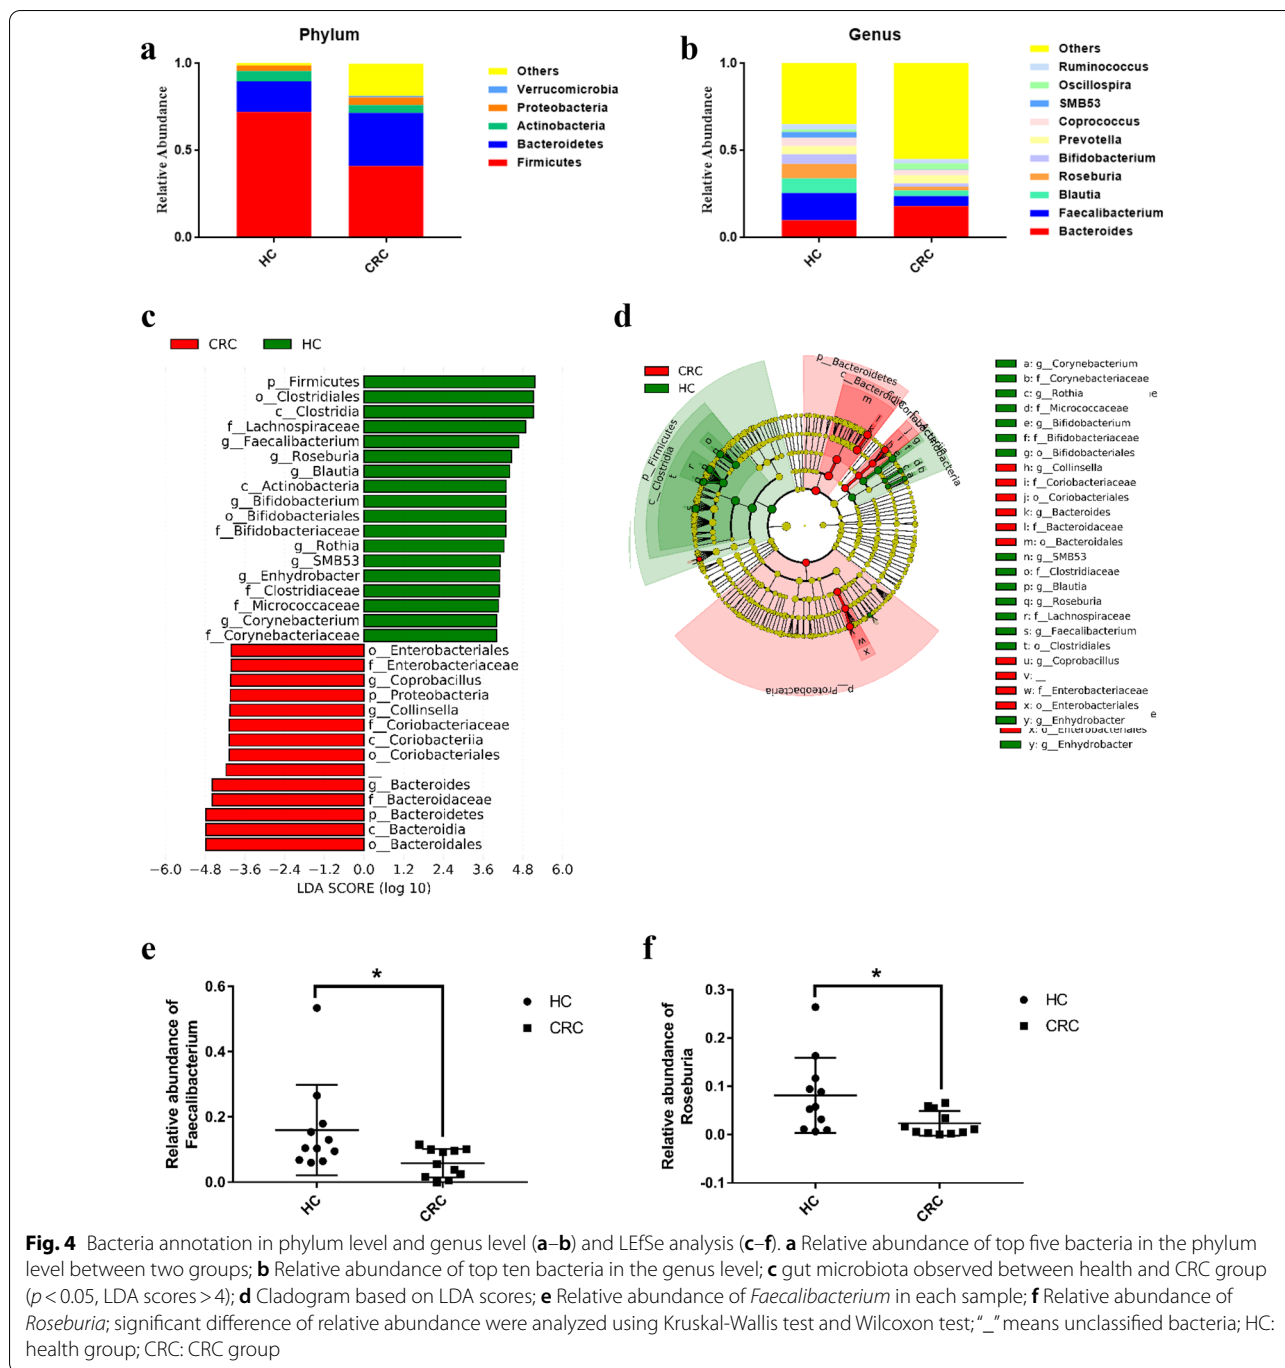 a
Phylum
Relative Abundance
1.0
0.5
0.0
HC
CRC
Others
Verrucomicrobia
Proteobacteria
Actinobacteria
Bacteroidetes
Firmicutes
b
Genus
Relative Abundance
1.0
0.5
0.0
HC
CRC
Others
Ruminococcus
Oscillospira
SMB53
Coprococcus
Prevotella
Bifidobacterium
Roseburia
Blautia
Faecalibacterium
Bacteroides
c
CRC
HC
p__Firmicutes
o__Clostridiales
c__Clostridia
f__Lachnospiraceae
g__Faecalibacterium
g__Roseburia
g__Blautia
c__Actinobacteria
g__Bifidobacterium
o__Bifidobacteriales
f__Bifidobacteriaceae
g__Rothia
g__SMB53
g__Enhydrobacter
f__Clostridiaceae
f__Micrococcaceae
g__Corynebacterium
f__Corynebacteriaceae
o__Enterobacteriales
f__Enterobacteriaceae
g__Coprobacillus
p__Proteobacteria
g__Collinsella
f__Coriobacteriaceae
c__Coriobacteriia
o__Coriobacteriales
__
g__Bacteroides
f__Bacteroidaceae
p__Bacteroidetes
c__Bacteroidia
o__Bacteroidales
−6.0 −4.8 −3.6 −2.4 −1.2 0.0 1.2 2.4 3.6 4.8 6.0
LDA SCORE (log 10)
d
CRC
HC
p__Bacteroidetes
c__Bacteroidia
m
p__Firmicutes
c__Clostridia
t
r
o
g
d b
w
x
p__Proteobacteria
a: g__Corynebacterium
b: f__Corynebacteriaceae
c: g__Rothia
d: f__Micrococcaceae
e: g__Bifidobacterium
f: f__Bifidobacteriaceae
g: o__Bifidobacteriales
h: g__Collinsella
i: f__Coriobacteriaceae
j: o__Coriobacteriales
k: g__Bacteroides
l: f__Bacteroidaceae
m: o__Bacteroidales
n: g__SMB53
o: f__Clostridiaceae
p: g__Blautia
q: g__Roseburia
r: f__Lachnospiraceae
s: g__Faecalibacterium
t: o__Clostridiales
u: g__Coprobacillus
v: __
w: f__Enterobacteriaceae
x: o__Enterobacteriales
y: g__Enhydrobacter
x: o__Enterobacteriales
y: g__Enhydrobacter
e
Relative abundance of
Faecalibacterium
0.6
0.4
0.2
0.0
*
HC
CRC
HC
CRC
f
Relative abundance of
Roseburia
0.3
0.2
0.1
0.0
-0.1
*
HC
CRC
HC
CRC
Fig. 4 Bacteria annotation in phylum level and genus level (a–b) and LEfSe analysis (c–f). a Relative abundance of top five bacteria in the phylum
level between two groups; b Relative abundance of top ten bacteria in the genus level; c gut microbiota observed between health and CRC group
(p < 0.05, LDA scores > 4); d Cladogram based on LDA scores; e Relative abundance of Faecalibacterium in each sample; f Relative abundance of
Roseburia; significant difference of relative abundance were analyzed using Kruskal-Wallis test and Wilcoxon test; “_” means unclassified bacteria; HC:
health group; CRC: CRC group